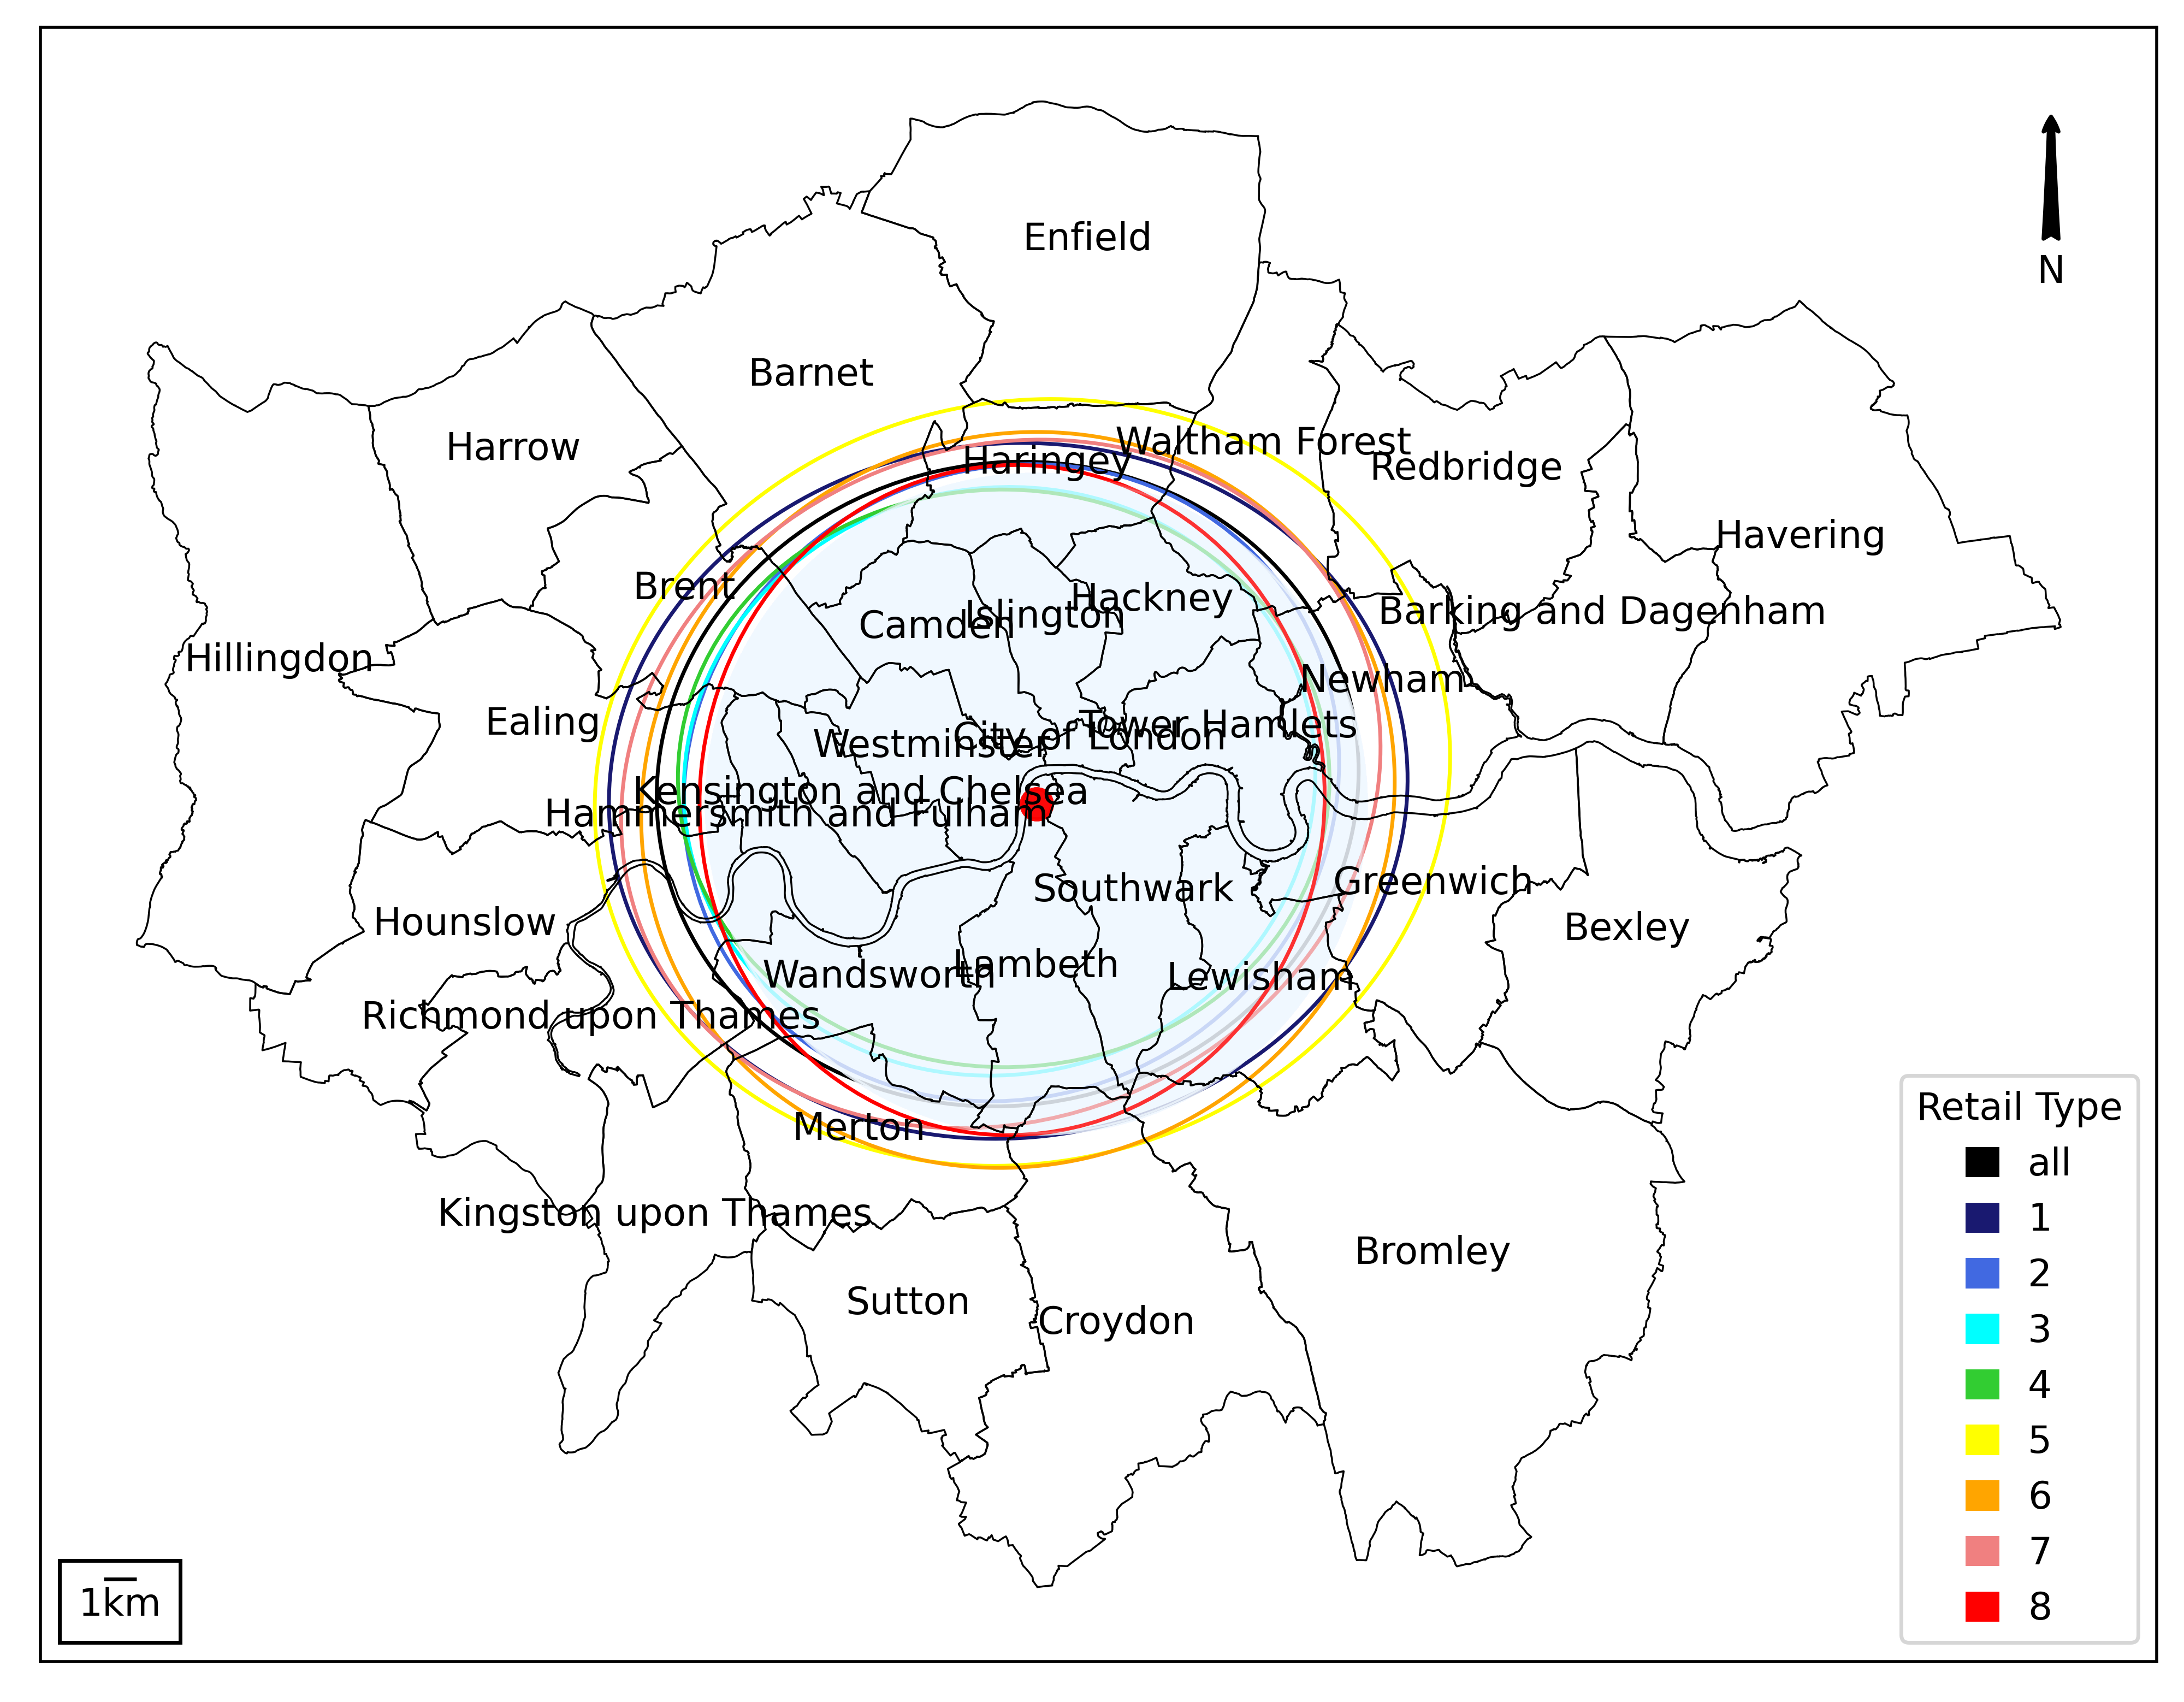 Enfield
N
Barnet
Waltham Forest
Harrow
Haringey
Redbridge
Havering
Brent
Hackney
Barking and Dagenham
Islington
Camden
Hillingdon
Newham
Ealing
Tower Hamlets
City of London
Westminster
Kensington and Chelsea
Hammersmith and Fulham
Greenwich
Southwark
Hounslow
Bexley
Lambeth
Wandsworth
Lewisham
Richmond upon Thames
Merton
Kingston upon Thames
Bromley
Sutton
Croydon
Retail Type
all
1
2
3
4
5
6
7
8
1km